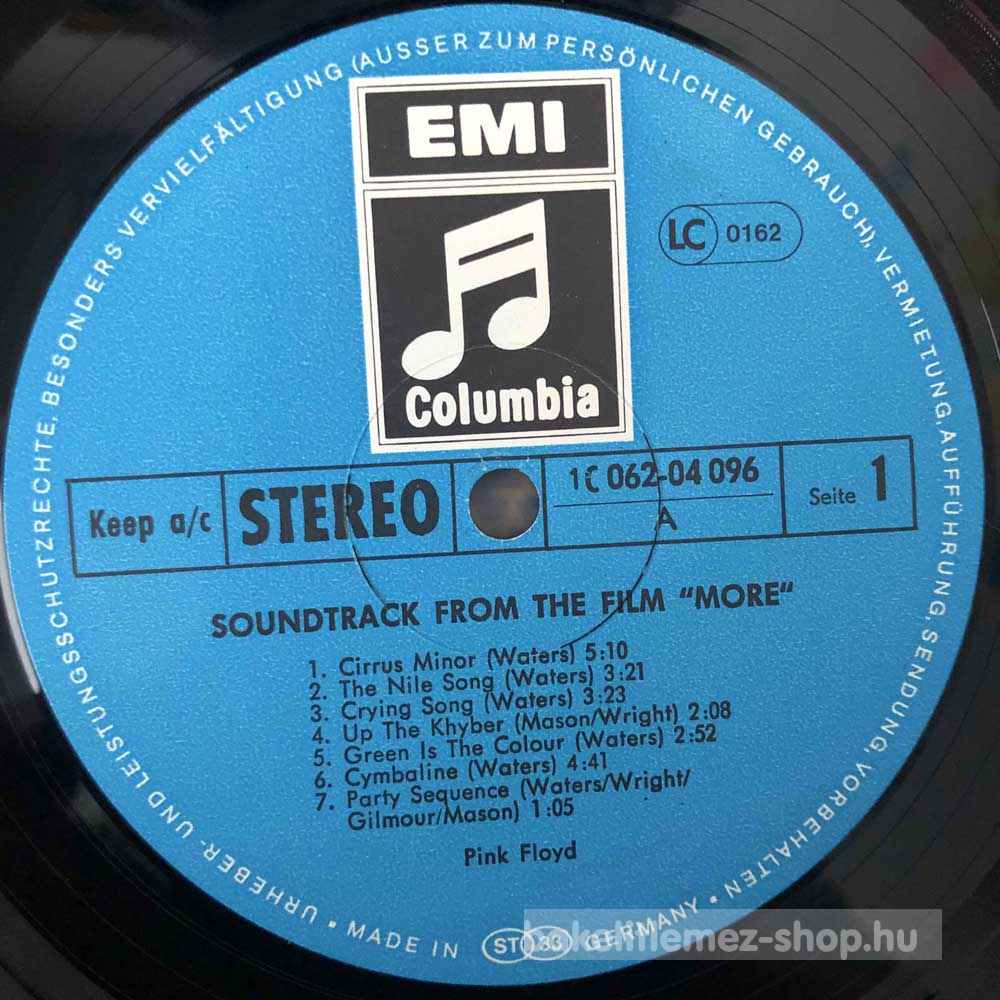 URHEBER- UND LEISTUNGSSCHUTZRECHTE, BESONDERS VERVIELFÄLTIGUNG (AUSSER ZUM PERSÖNLICHEN GEBRAUCH), VERMIETUNG, AUFFÜHRUNG, SENDUNG, VORBEHALTEN •
EMI
LC 0162
Columbia
Keep a/c STEREO 1C 062-04 096 Seite 1
A
SOUNDTRACK FROM THE FILM "MORE"
1. Cirrus Minor (Waters) 5:10
2. The Nile Song (Waters) 3:21
3. Crying Song (Waters) 3:23
4. Up The Khyber (Mason/Wright) 2:08
5. Green Is The Colour (Waters) 2:52
6. Cymbaline (Waters) 4:41
7. Party Sequence (Waters/Wright/
Gilmour/Mason) 1:05
Pink Floyd
• MADE IN ST 33 GERMANY •
bakelitlemez-shop.hu